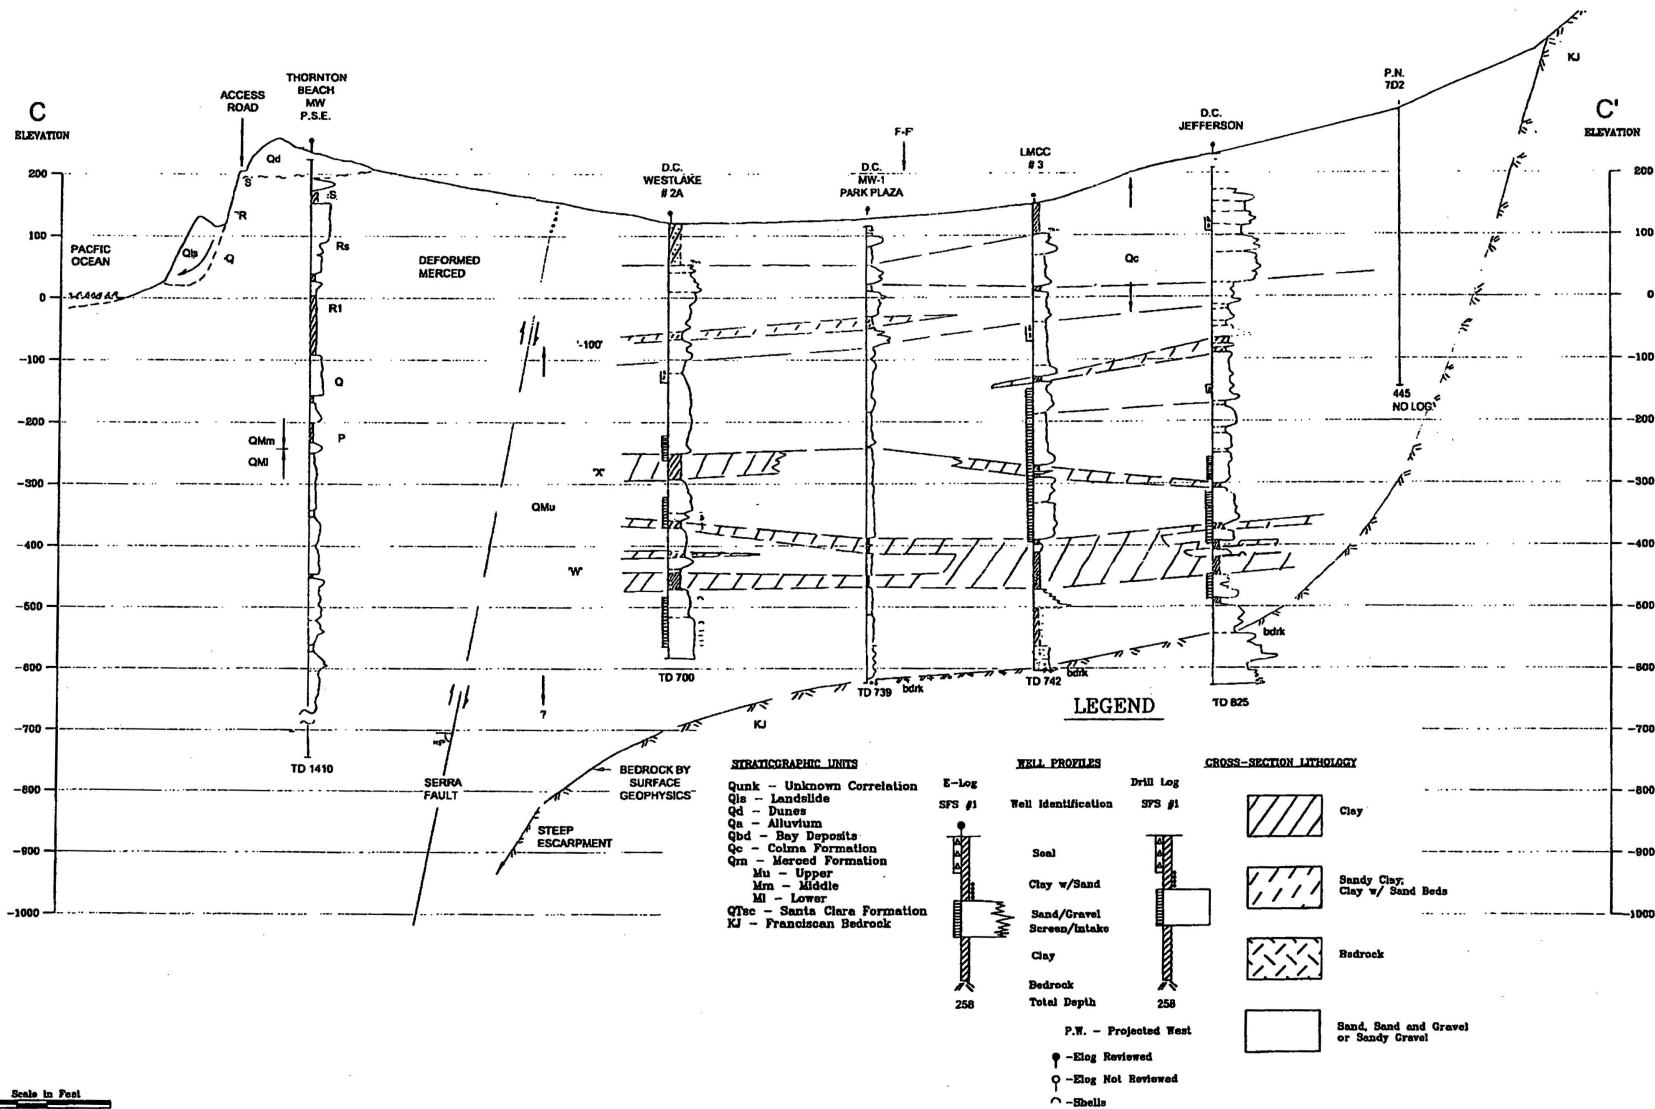 C
ELEVATION
ACCESS
ROAD
THORNTON
BEACH
MW
P.S.E.
D.C.
WESTLAKE
# 2A
D.C.
MW-1
PARK PLAZA
F-F'
LMCC
# 3
D.C.
JEFFERSON
P.N.
7D2
KJ
C'
ELEVATION
200
100
0
-100
-200
-300
-400
-500
-600
-700
-800
-900
-1000
200
100
0
-100
-200
-300
-400
-500
-600
-700
-800
-900
-1000
PACFIC
OCEAN
Qd
S
R
Qls
Q
S
Rs
R1
Q
P
QMm
QMl
DEFORMED
MERCED
'-100'
'X'
QMu
'W'
Qc
445
NO LOG
bdrk
bdrk
bdrk
TD 1410
TD 700
TD 739
TD 742
TD 825
?
KJ
SERRA
FAULT
BEDROCK BY
SURFACE
GEOPHYSICS
STEEP
ESCARPMENT
LEGEND
STRATICGRAPHIC UNITS
Qunk - Unknown Correlation
Qls - Landslide
Qd - Dunes
Qa - Alluvium
Qbd - Bay Deposits
Qc - Colma Formation
Qm - Merced Formation
Mu - Upper
Mm - Middle
Ml - Lower
QTsc - Santa Clara Formation
KJ - Franciscan Bedrock
WELL PROFILES
E-Log
Drill Log
SFS #1
Well Identification
SFS #1
Seal
Clay w/Sand
Sand/Gravel
Screen/Intake
Clay
Bedrock
258
Total Depth
258
P.W. - Projected West
-Elog Reviewed
-Elog Not Reviewed
-Shells
CROSS-SECTION LITHOLOGY
Clay
Sandy Clay;
Clay w/ Sand Beds
Bedrock
Sand, Sand and Gravel
or Sandy Gravel
Scale in Feet